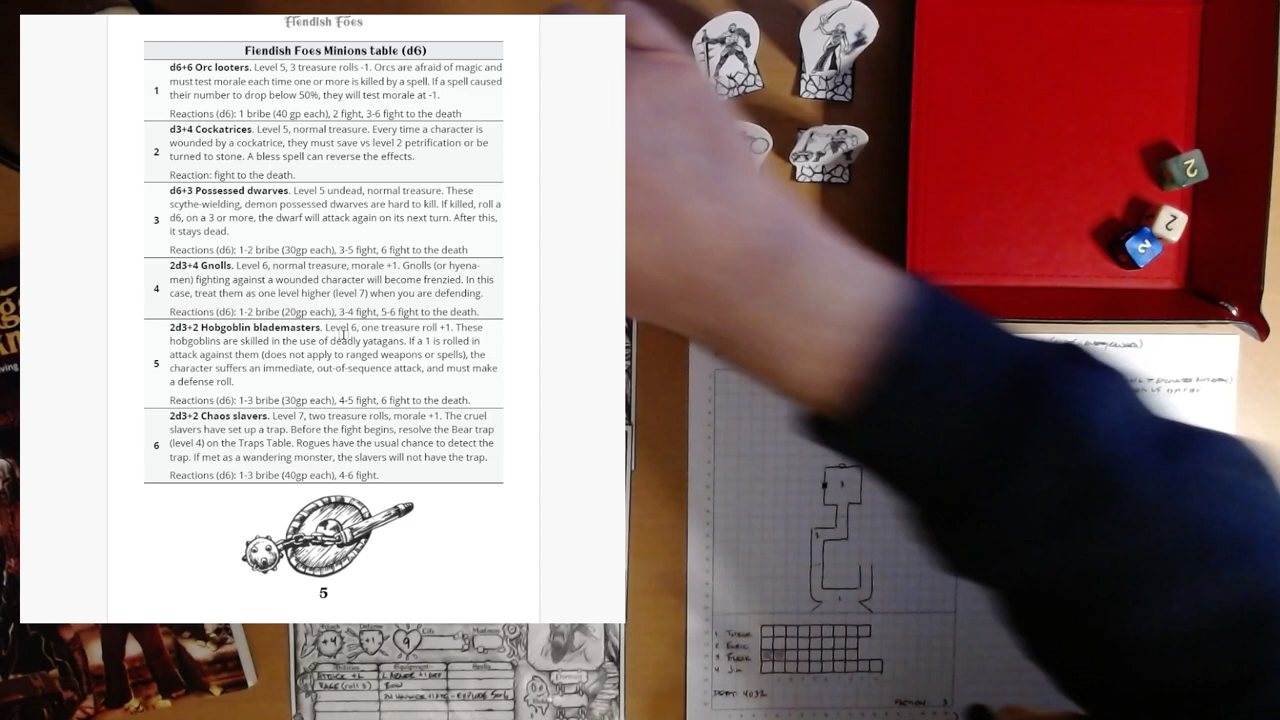 Fiendish Foes
Fiendish Foes Minions table (d6)
d6+6 Orc looters. Level 5, 3 treasure rolls -1. Orcs are afraid of magic and
must test morale each time one or more is killed by a spell. If a spell caused
1
their number to drop below 50%, they will test morale at -1.
Reactions (d6): 1 bribe (40 gp each), 2 fight, 3-6 fight to the death
d3+4 Cockatrices. Level 5, normal treasure. Every time a character is
2
wounded by a cockatrice, they must save vs level 2 petrification or be
turned to stone. A bless spell can reverse the effects.
Reaction: fight to the death.
d6+3 Possessed dwarves. Level 5 undead, normal treasure. These
scythe-wielding, demon possessed dwarves are hard to kill. If killed, roll a
3
d6, on a 3 or more, the dwarf will attack again on its next turn. After this,
it stays dead.
Reactions (d6): 1-2 bribe (30gp each), 3-5 fight, 6 fight to the death
2d3+4 Gnolls. Level 6, normal treasure, morale +1. Gnolls (or hyena-
men) fighting against a wounded character will become frenzied. In this
4
case, treat them as one level higher (level 7) when you are defending.
Reactions (d6): 1-2 bribe (20gp each), 3-4 fight, 5-6 fight to the death.
2d3+2 Hobgoblin blademasters. Level 6, one treasure roll +1. These
hobgoblins are skilled in the use of deadly yatagans. If a 1 is rolled in
5
attack against them (does not apply to ranged weapons or spells), the
character suffers an immediate, out-of-sequence attack, and must make
a defense roll.
Reactions (d6): 1-3 bribe (30gp each), 4-5 fight, 6 fight to the death.
2d3+2 Chaos slavers. Level 7, two treasure rolls, morale +1. The cruel
slavers have set up a trap. Before the fight begins, resolve the Bear trap
6
(level 4) on the Traps Table. Rogues have the usual chance to detect the
trap. If met as a wandering monster, the slavers will not have the trap.
Reactions (d6): 1-3 bribe (40gp each), 4-6 fight.
5
2
2
2
+4
+1
9
Equipment
Bow
1
2
3
4 Jim